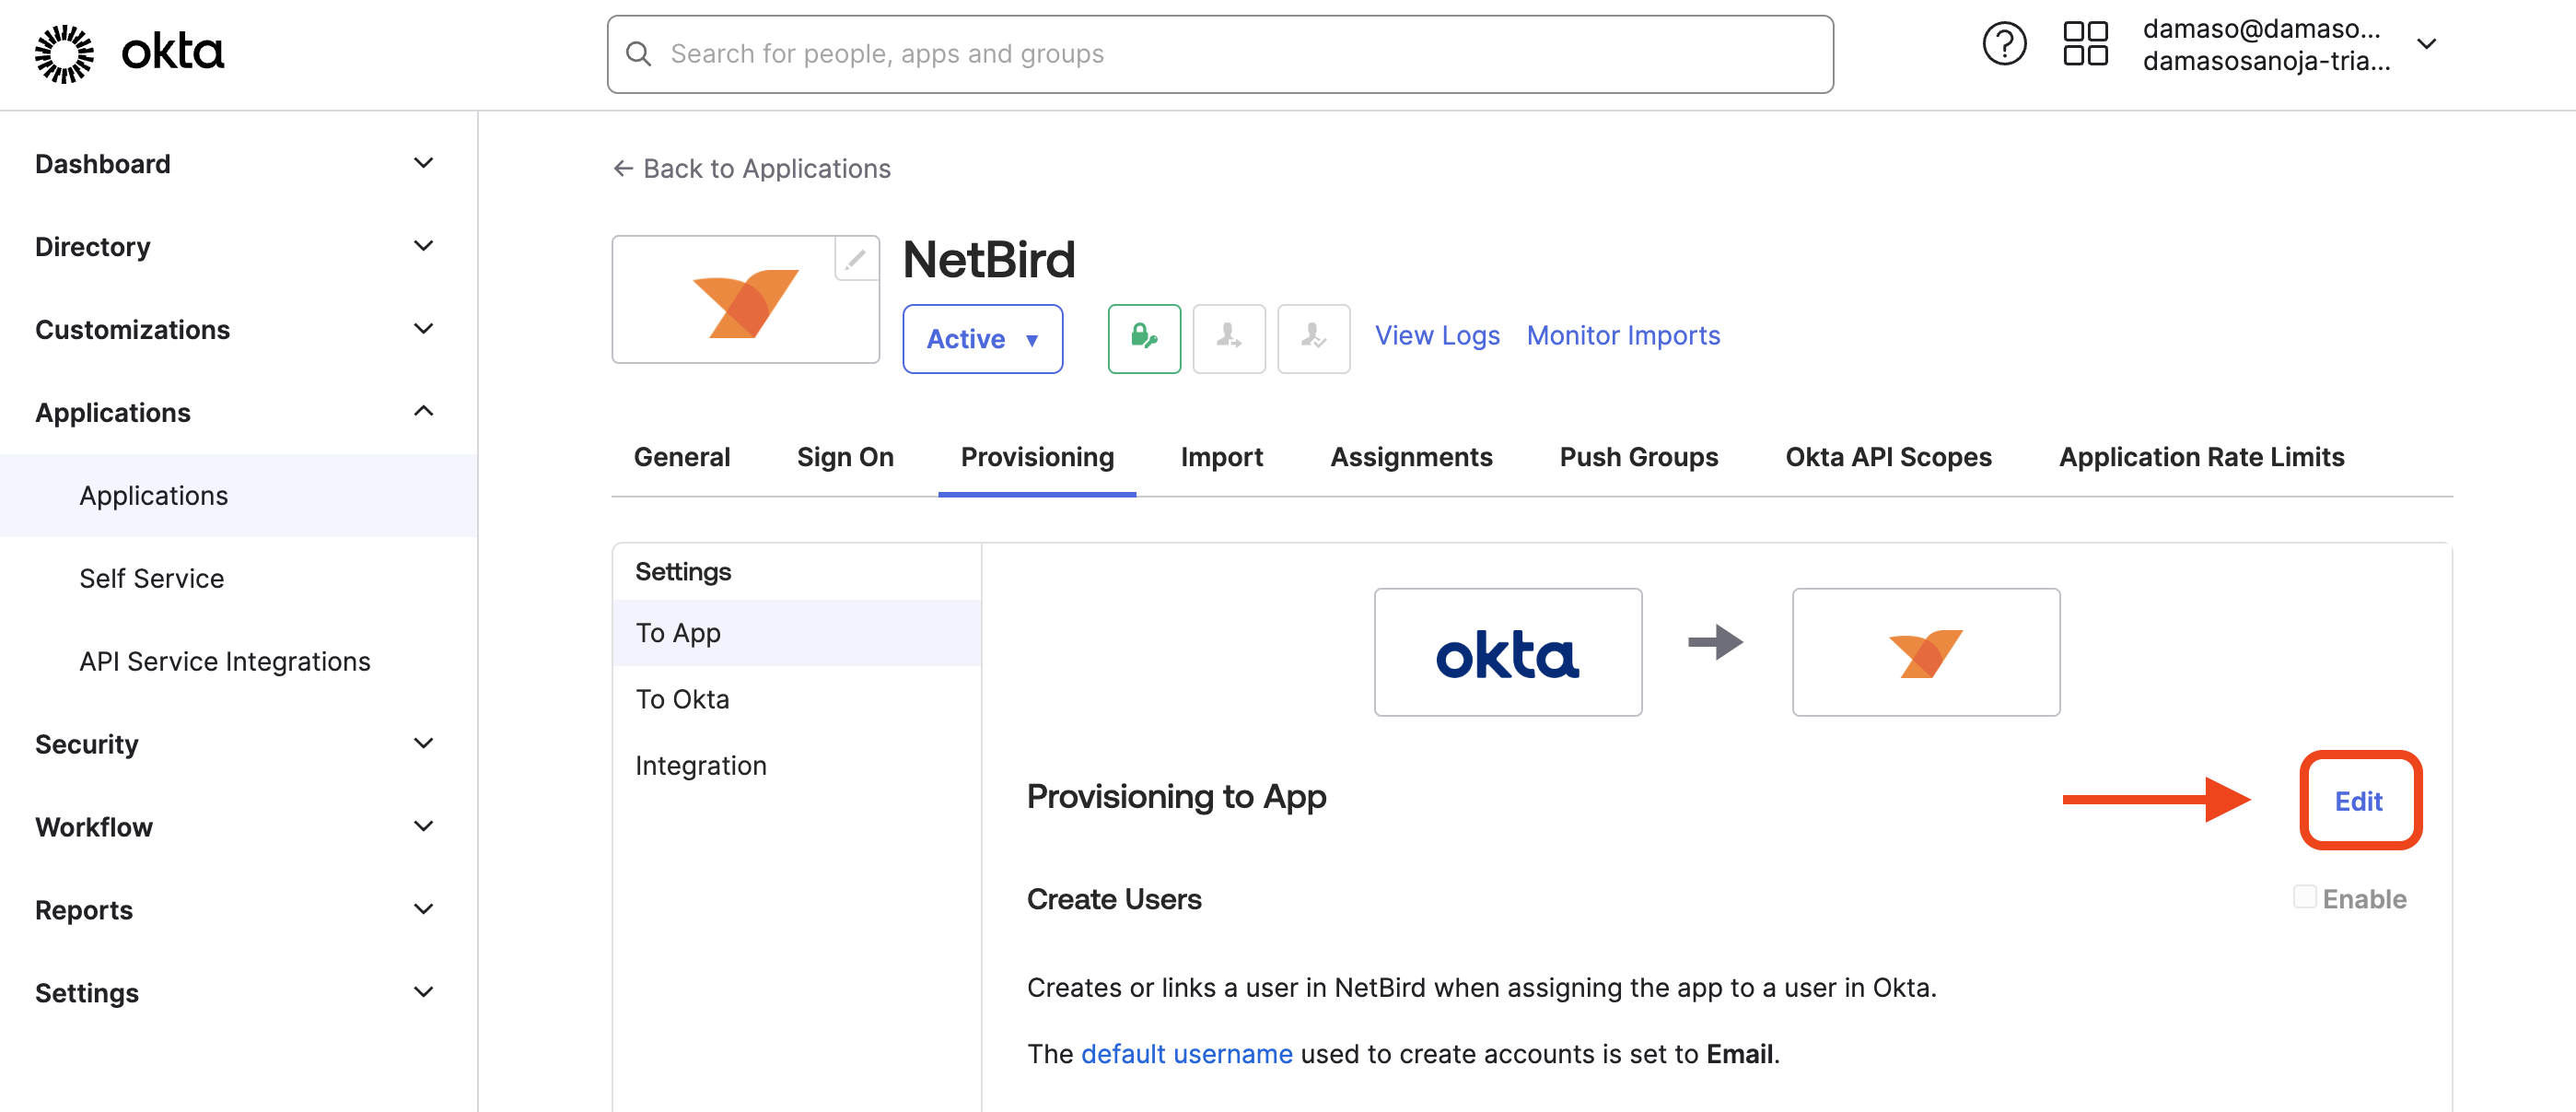 okta
Search for people, apps and groups
damaso@damaso...
damasosanoja-tria...
Dashboard
Directory
Customizations
Applications
Applications
Self Service
API Service Integrations
Security
Workflow
Reports
Settings
← Back to Applications
NetBird
Active ▼
View Logs Monitor Imports
General Sign On Provisioning Import Assignments Push Groups Okta API Scopes Application Rate Limits
Settings
To App
To Okta
Integration
okta
Provisioning to App
Edit
Create Users
Enable
Creates or links a user in NetBird when assigning the app to a user in Okta.
The default username used to create accounts is set to Email.